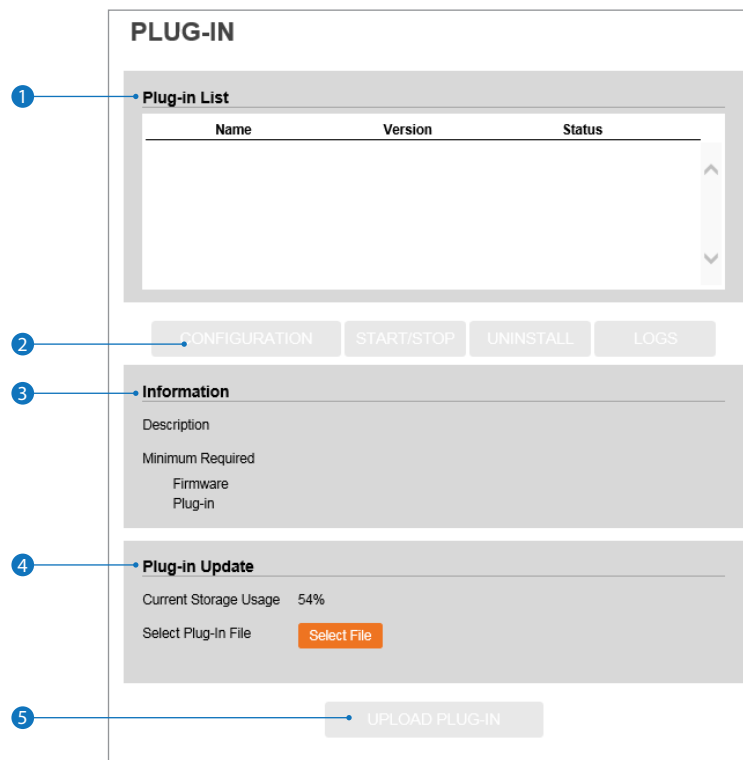 PLUG-IN
1 Plug-in List
Name Version Status
2 CONFIGURATION START/STOP UNINSTALL LOGS
3 Information
Description
Minimum Required
Firmware
Plug-in
4 Plug-in Update
Current Storage Usage 54%
Select Plug-In File Select File
5 UPLOAD PLUG-IN